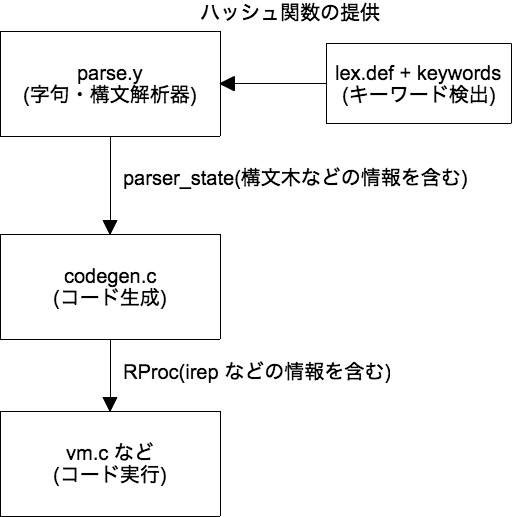 ハッシュ関数の提供
parse.y
(字句・構文解析器)
lex.def + keywords
(キーワード検出)
parser_state(構文木などの情報を含む)
codegen.c
(コード生成)
RProc(irep などの情報を含む)
vm.c など
(コード実行)